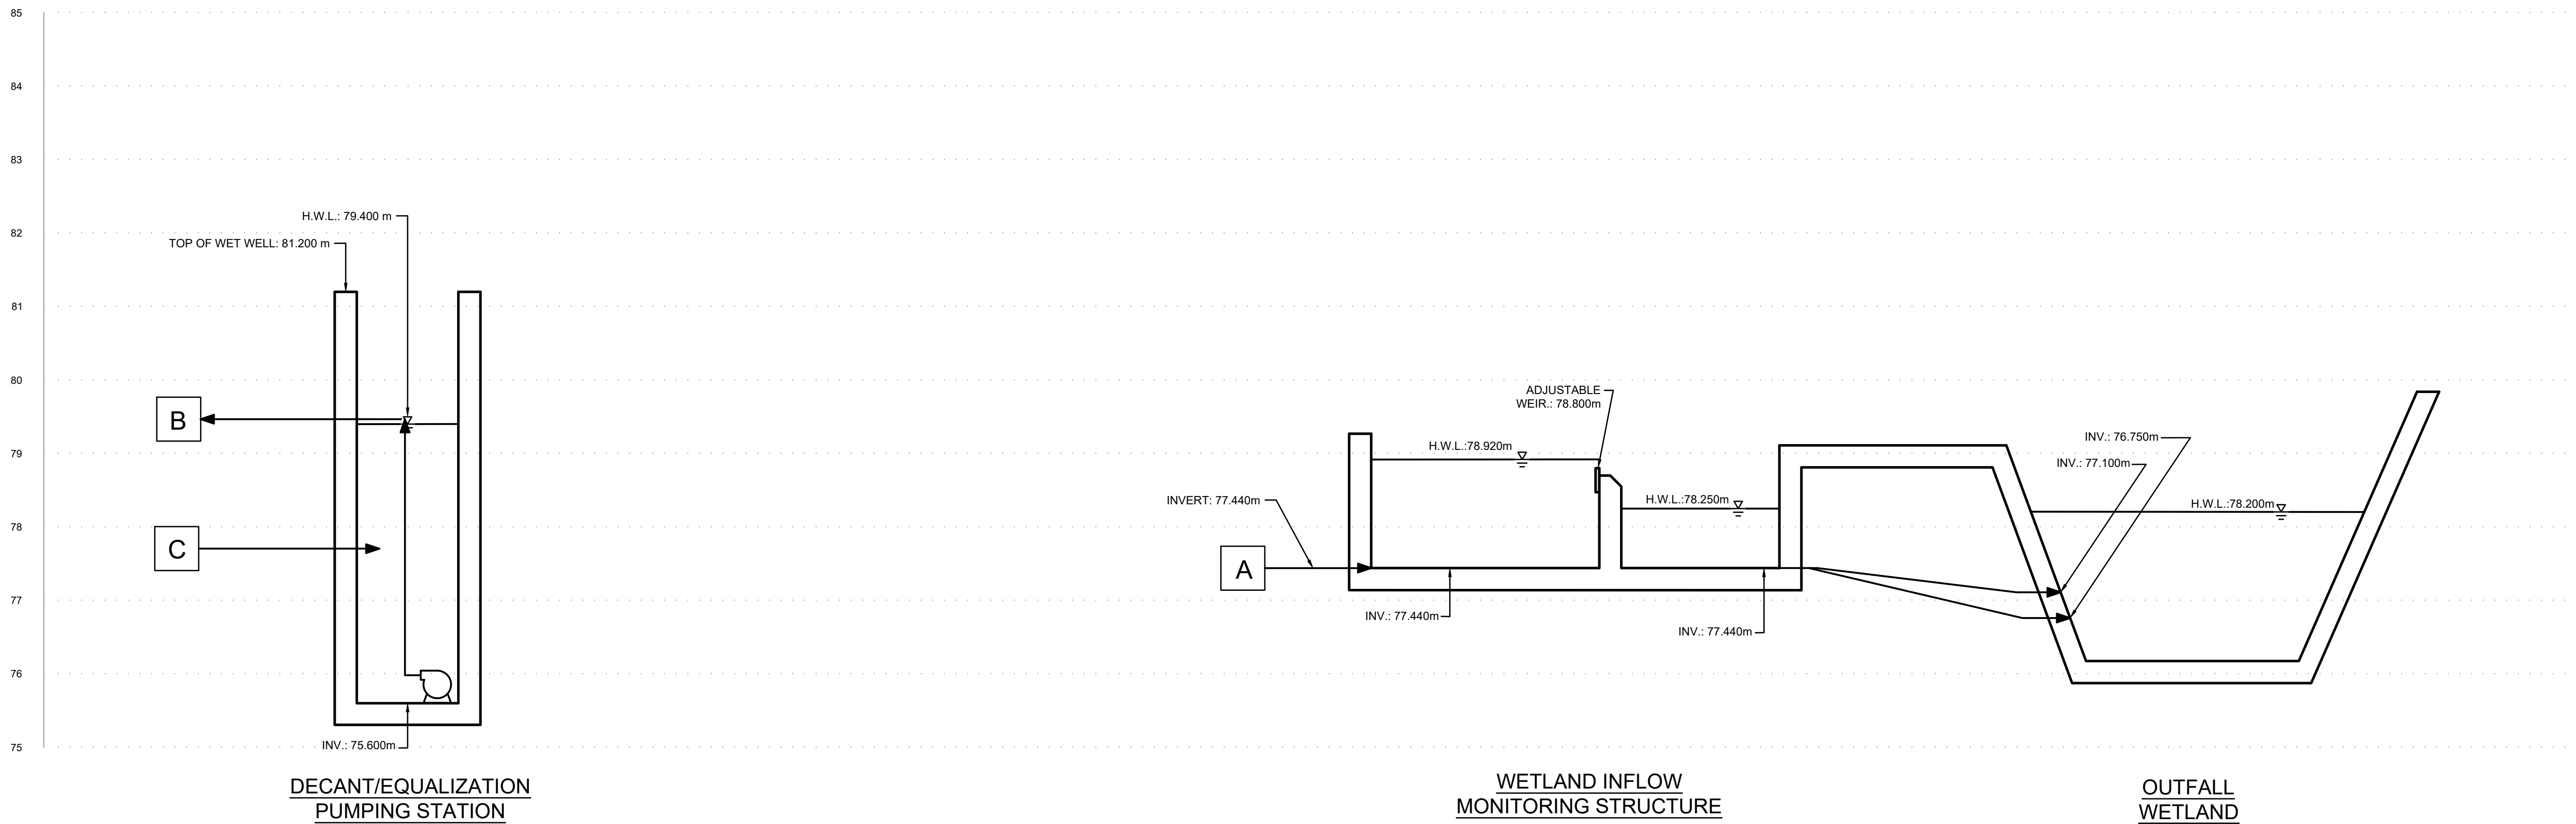 85
84
83
82
81
80
79
78
77
76
75
H.W.L.: 79.400 m
TOP OF WET WELL: 81.200 m
B
C
INV.: 75.600m
DECANT/EQUALIZATION
PUMPING STATION
ADJUSTABLE
WEIR.: 78.800m
H.W.L.:78.920m
INVERT: 77.440m
H.W.L.:78.250m
A
INV.: 77.440m
INV.: 77.440m
WETLAND INFLOW
MONITORING STRUCTURE
INV.: 76.750m
INV.: 77.100m
H.W.L.:78.200m
OUTFALL
WETLAND